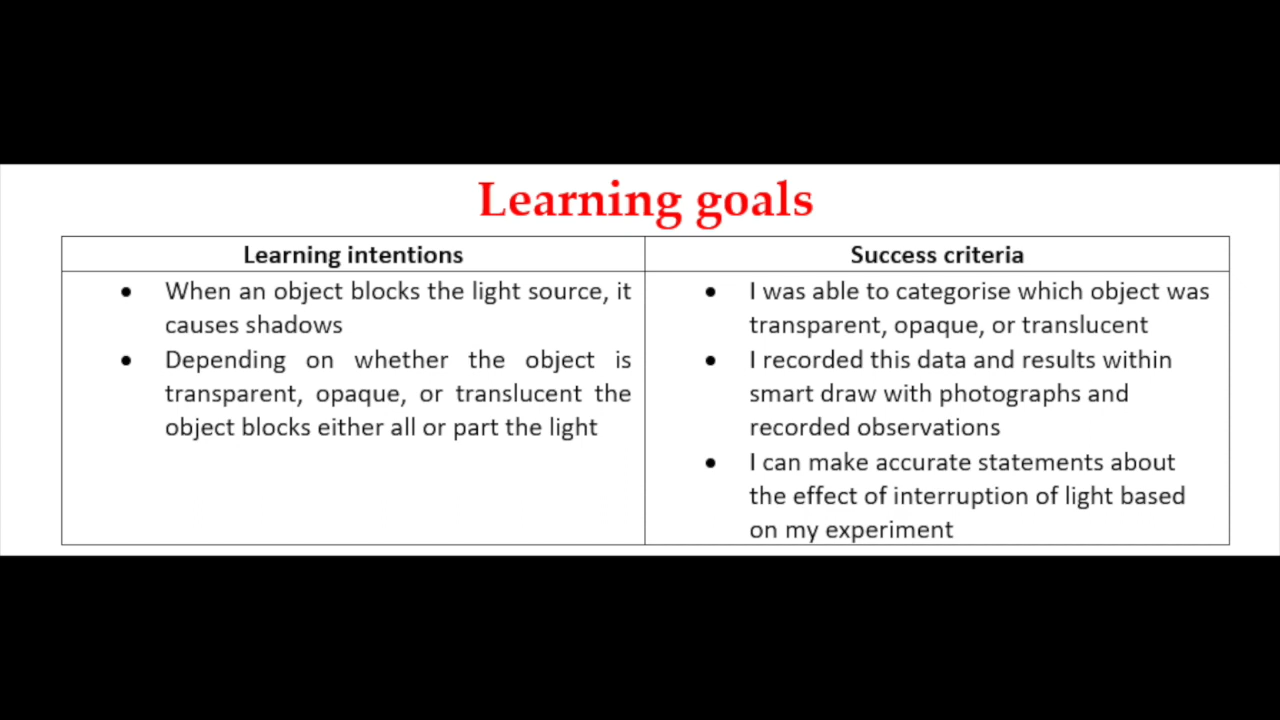 Learning goals
Learning intentions
When an object blocks the light source, it
causes shadows
Depending on whether the object is
transparent, opaque, or translucent the
object blocks either all or part the light
Success criteria
I was able to categorise which object was
transparent, opaque, or translucent
I recorded this data and results within
smart draw with photographs and
recorded observations
I can make accurate statements about
the effect of interruption of light based
on my experiment